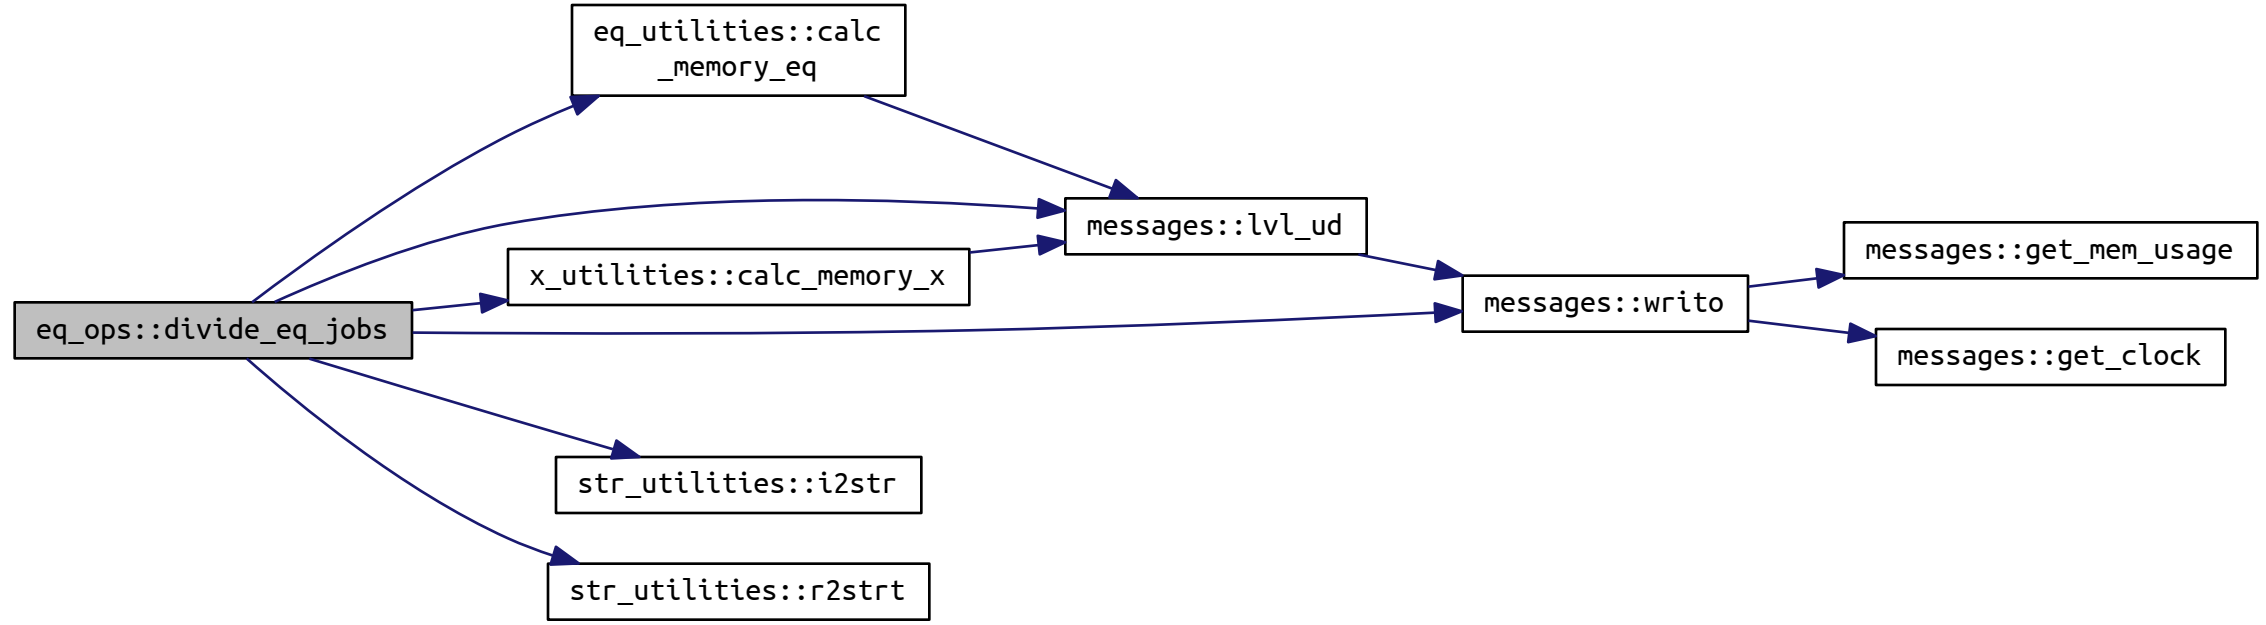 eq_utilities::calc
_memory_eq
messages::lvl_ud
messages::get_mem_usage
x_utilities::calc_memory_x
messages::writo
eq_ops::divide_eq_jobs
messages::get_clock
str_utilities::i2str
str_utilities::r2strt